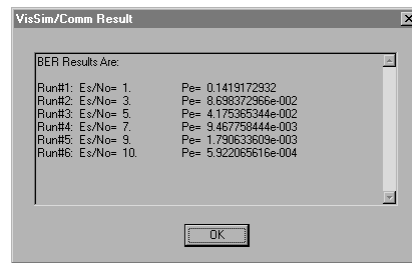 VisSim/Comm Result
BER Results Are:
Run#1: Es/No= 1. Pe= 0.1419172932
Run#2: Es/No= 3. Pe= 8.698372966e-002
Run#3: Es/No= 5. Pe= 4.175365344e-002
Run#4: Es/No= 7. Pe= 9.467758444e-003
Run#5: Es/No= 9. Pe= 1.790633609e-003
Run#6: Es/No= 10. Pe= 5.922065616e-004
OK